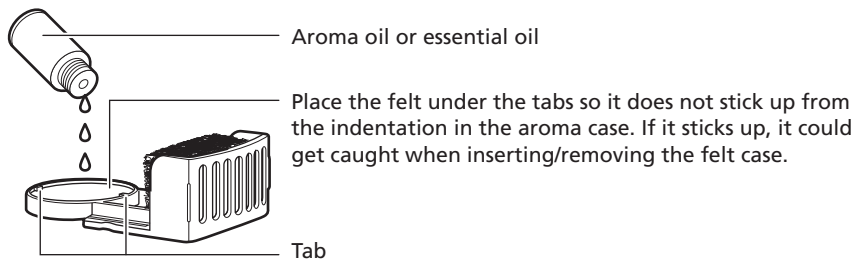 Aroma oil or essential oil
Place the felt under the tabs so it does not stick up from
the indentation in the aroma case. If it sticks up, it could
get caught when inserting/removing the felt case.
Tab